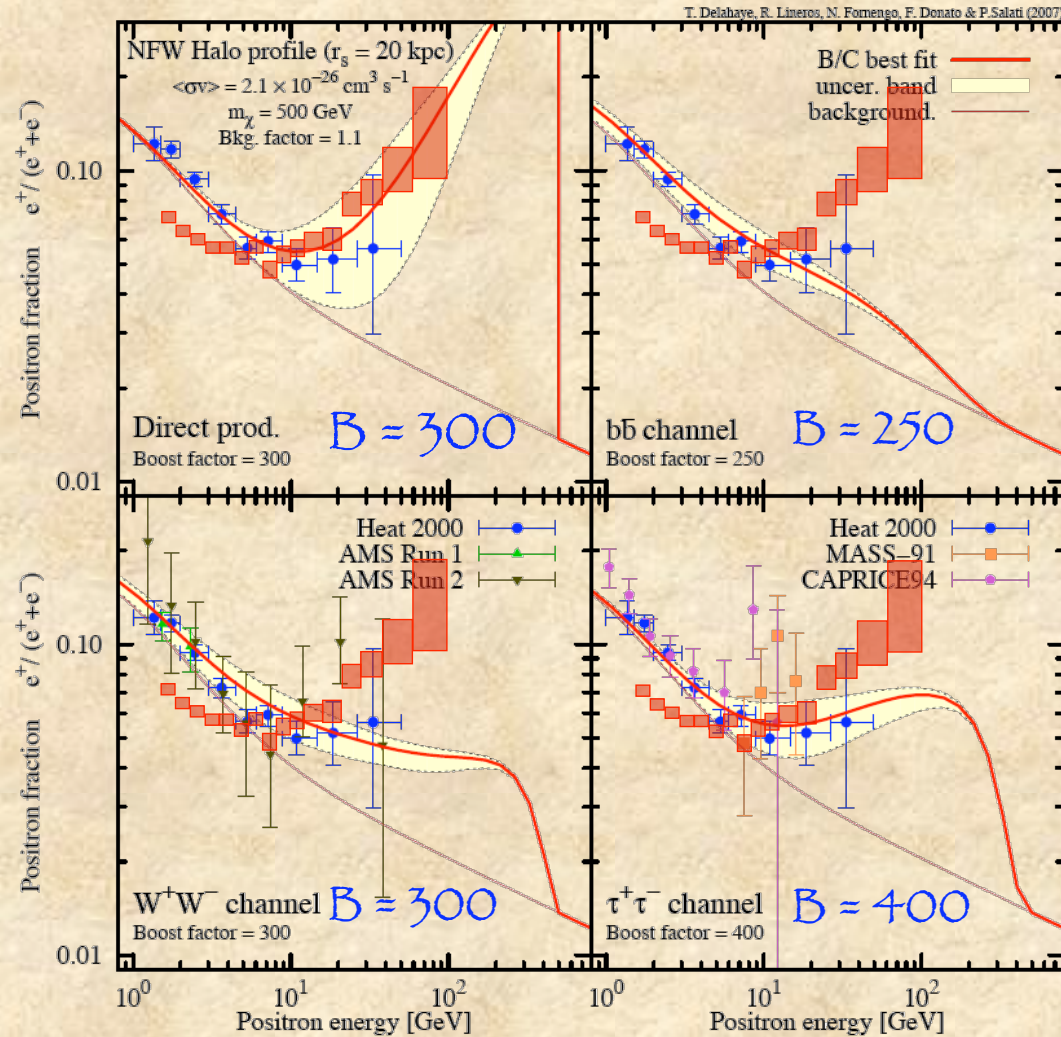 T. Delahaye, R. Lineros, N. Fornengo, F. Donato & P.Salati (2007)
NFW Halo profile (r_s = 20 kpc)
<σv> = 2.1 × 10⁻²⁶ cm³ s⁻¹
m_χ = 500 GeV
Bkg. factor = 1.1
B/C best fit
uncer. band
background.
Positron fraction e⁺/(e⁺+e⁻)
0.10
0.01
Direct prod.
B = 300
Boost factor = 300
bb̄ channel
B = 250
Boost factor = 250
Heat 2000
AMS Run 1
AMS Run 2
Heat 2000
MASS−91
CAPRICE94
Positron fraction e⁺/(e⁺+e⁻)
0.10
0.01
W⁺W⁻ channel
B = 300
Boost factor = 300
τ⁺τ⁻ channel
B = 400
Boost factor = 400
10⁰ 10¹ 10² 10⁰ 10¹ 10²
Positron energy [GeV] Positron energy [GeV]